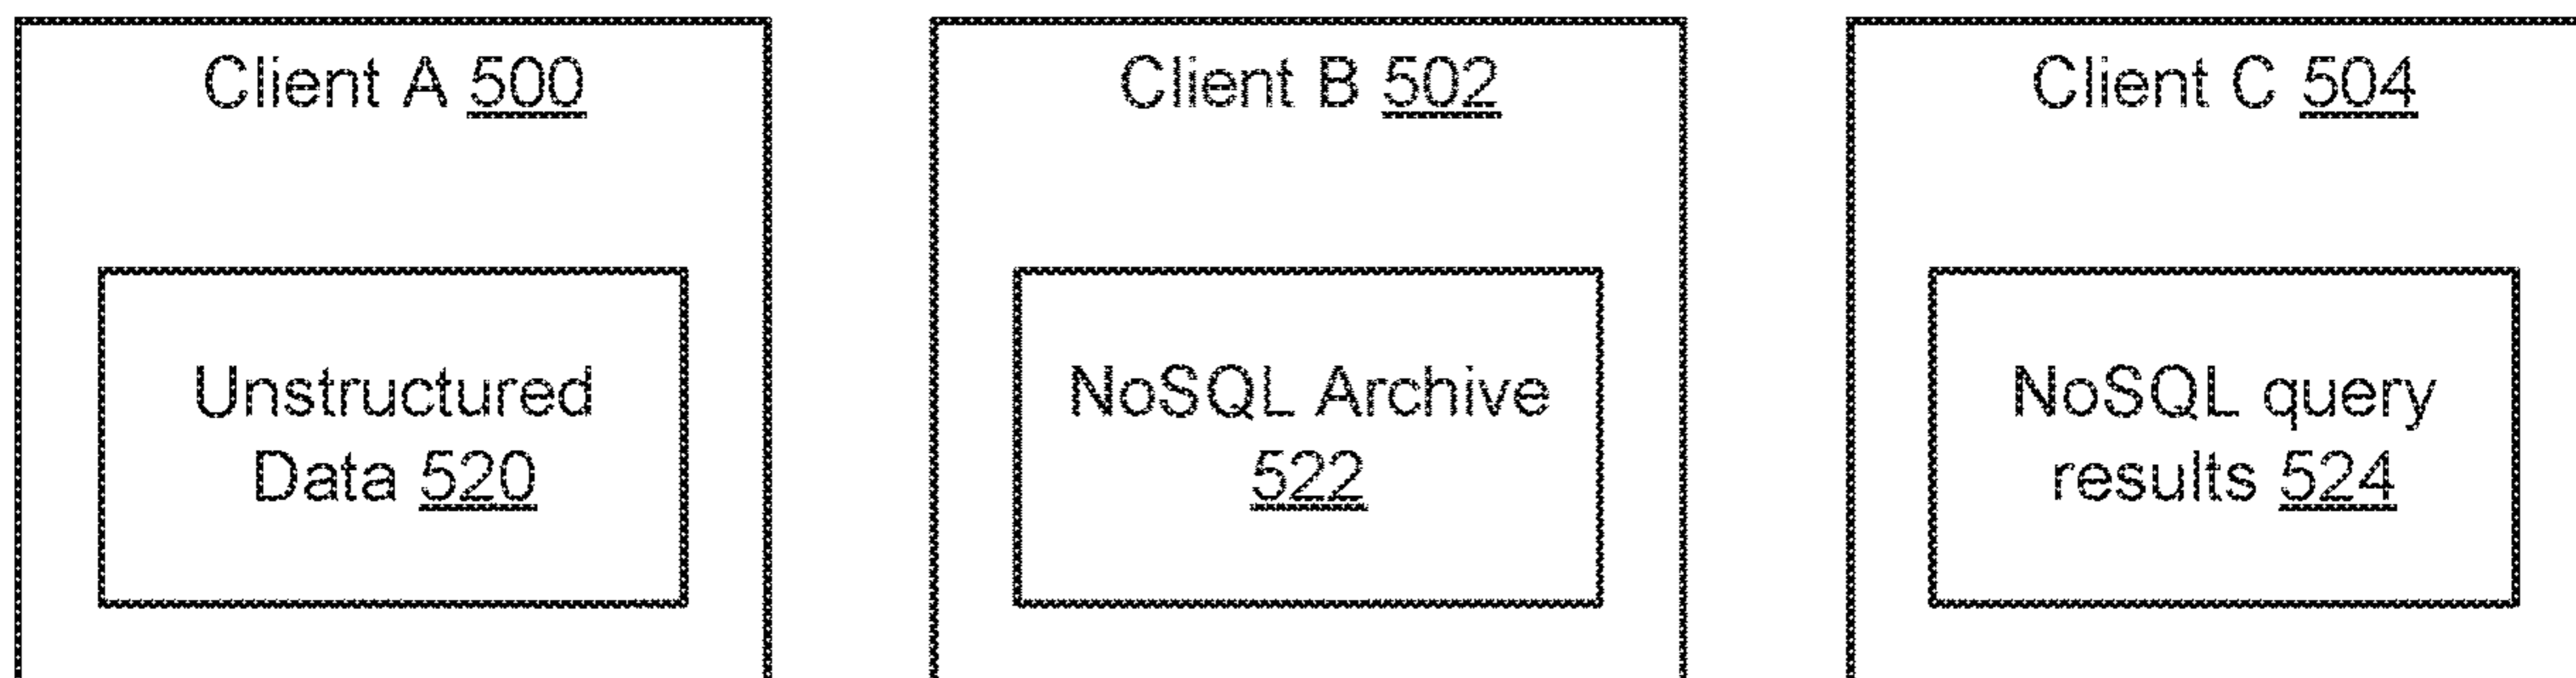 Client A 500
Unstructured
Data 520
Client B 502
NoSQL Archive
522
Client C 504
NoSQL query
results 524